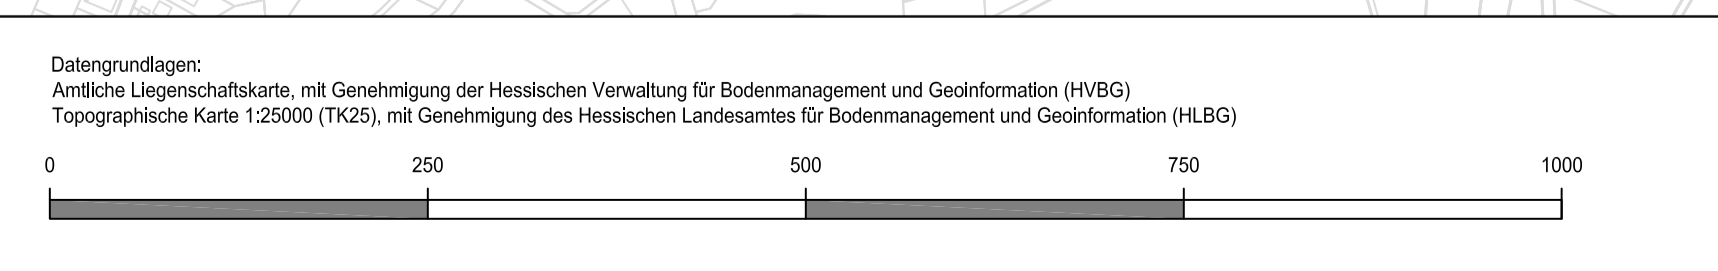 Datengrundlagen:
Amtliche Liegenschaftskarte, mit Genehmigung der Hessischen Verwaltung für Bodenmanagement und Geoinformation (HVBG)
Topographische Karte 1:25000 (TK25), mit Genehmigung des Hessischen Landesamtes für Bodenmanagement und Geoinformation (HLBG)
0 250 500 750 1000